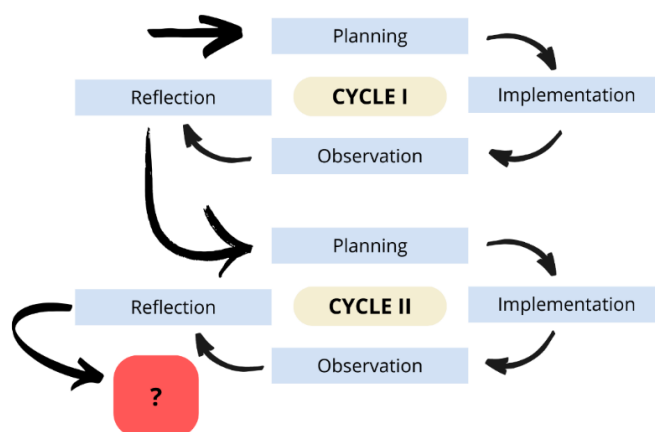 Planning
Reflection
CYCLE I
Implementation
Observation
Planning
Reflection
CYCLE II
Implementation
Observation
?